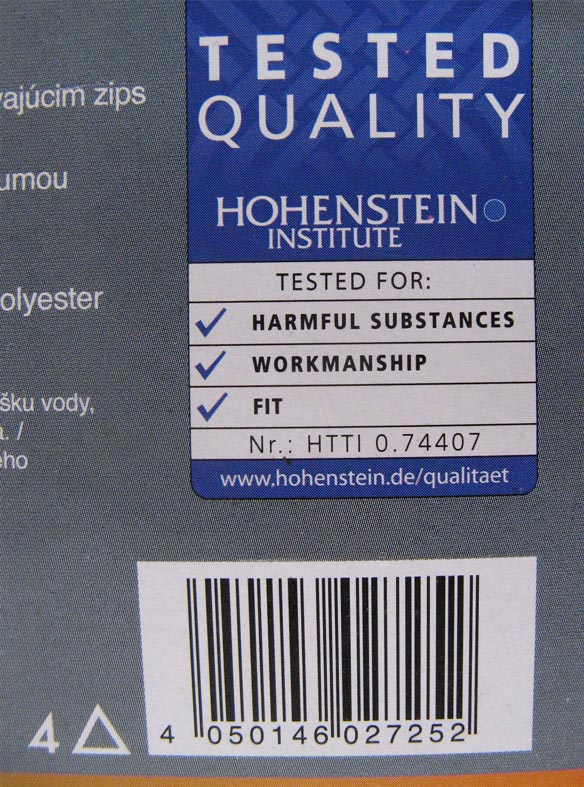 TESTED
QUALITY
HOHENSTEIN
INSTITUTE
TESTED FOR:
HARMFUL SUBSTANCES
WORKMANSHIP
FIT
Nr.: HTTI 0.74407
www.hohenstein.de/qualitaet
vajúcim zips
umou
olyester
šku vody,
a. /
eho
4
4 050146 027252